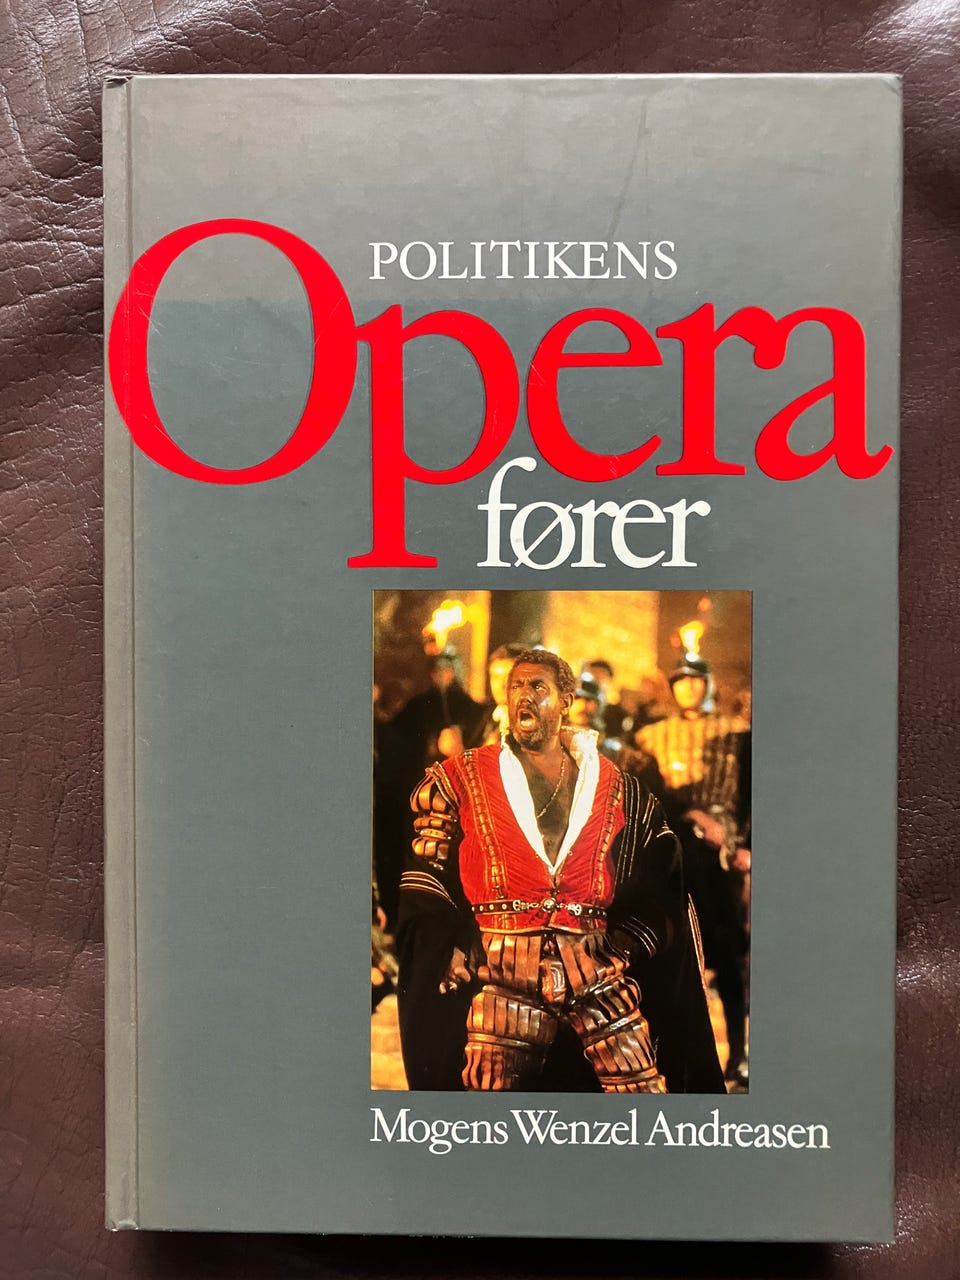 POLITIKENS
Opera
fører
Mogens Wenzel Andreasen